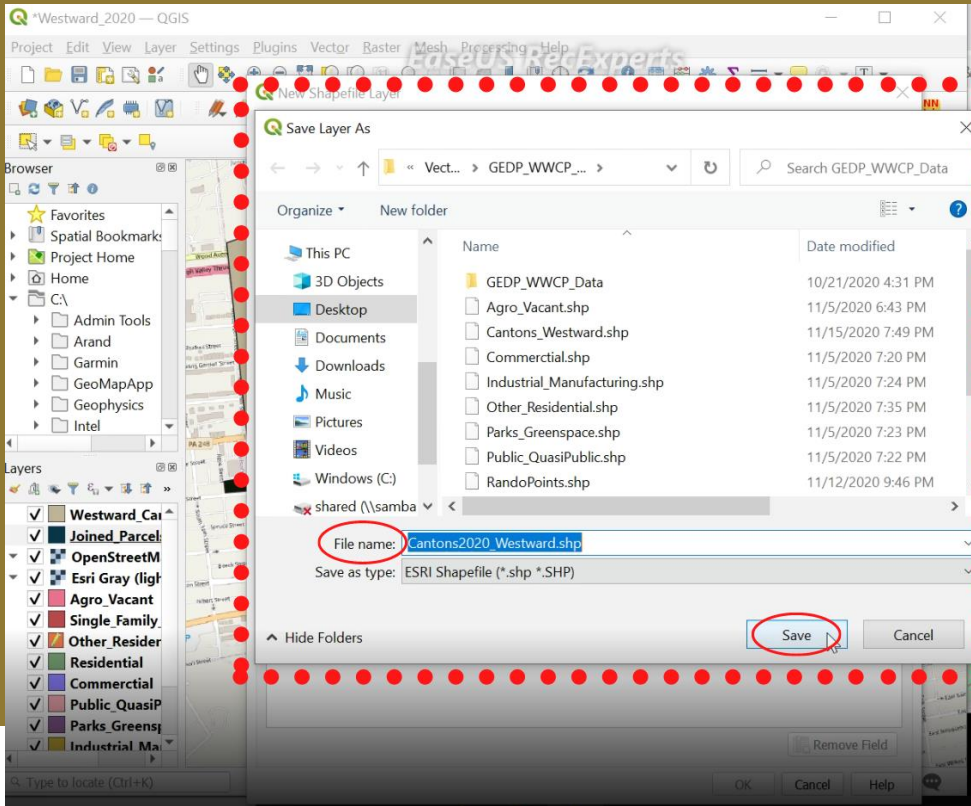 *Westward_2020 — QGIS
Project Edit View Layer Settings Plugins Vector Raster Mesh Processing Help
EaseUS RecExperts
New Shapefile Layer
Save Layer As
« Vect... > GEDP_WWCP_... >
Search GEDP_WWCP_Data
Organize
New folder
Browser
Favorites
Spatial Bookmarks
Project Home
Home
C:\
Admin Tools
Arand
Garmin
GeoMapApp
Geophysics
Intel
This PC
3D Objects
Desktop
Documents
Downloads
Music
Pictures
Videos
Windows (C:)
shared (\\samba
Name Date modified
GEDP_WWCP_Data 10/21/2020 4:31 PM
Agro_Vacant.shp 11/5/2020 6:43 PM
Cantons_Westward.shp 11/15/2020 7:49 PM
Commerctial.shp 11/5/2020 7:20 PM
Industrial_Manufacturing.shp 11/5/2020 7:24 PM
Other_Residential.shp 11/5/2020 7:35 PM
Parks_Greenspace.shp 11/5/2020 7:23 PM
Public_QuasiPublic.shp 11/5/2020 7:22 PM
RandoPoints.shp 11/12/2020 9:46 PM
File name: Cantons2020_Westward.shp
Save as type: ESRI Shapefile (*.shp *.SHP)
Hide Folders
Save
Cancel
Layers
Westward_Car
Joined_Parcels
OpenStreetM
Esri Gray (ligh
Agro_Vacant
Single_Family_
Other_Resider
Residential
Commerctial
Public_QuasiP
Parks_Greensp
Industrial_Mar
PA 248
Remove Field
OK
Cancel
Help
Type to locate (Ctrl+K)